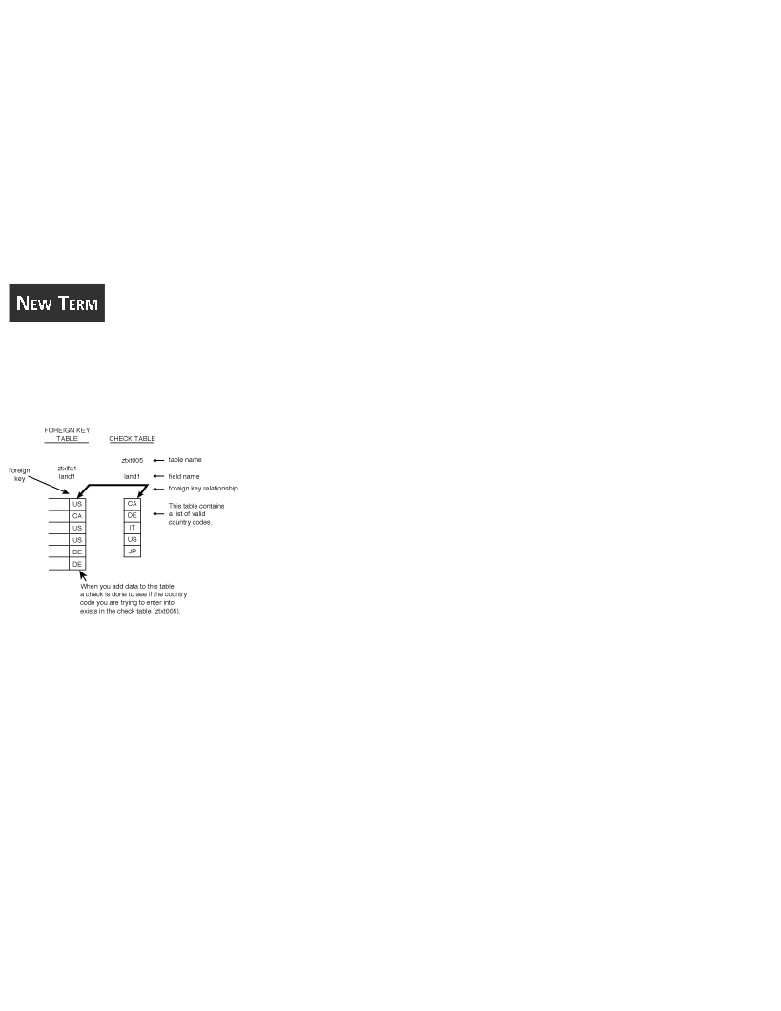 NEW TERM
FOREIGN KEY
TABLE
CHECK TABLE
ztxt005
table name
foreign
key
land1
land1
field name
foreign key relationship
US
CA
US
US
DE
DE
CA
DE
IT
US
JP
This table contains
a list of valid
country codes.
When you add data to this table
a check is done to see if the country
code you are trying to enter into
exists in the check table ztxt005).